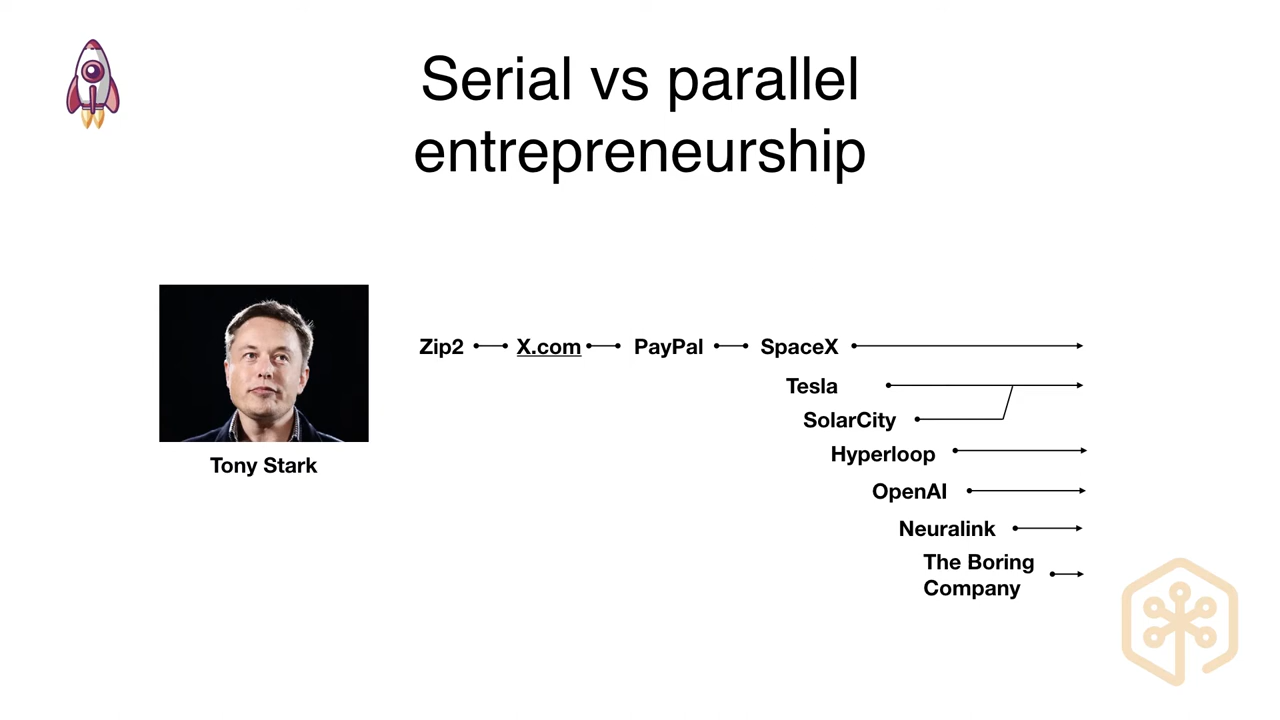 Serial vs parallel
entrepreneurship
Zip2 X.com PayPal SpaceX
Tesla
SolarCity
Hyperloop
OpenAI
Neuralink
The Boring
Company
Tony Stark